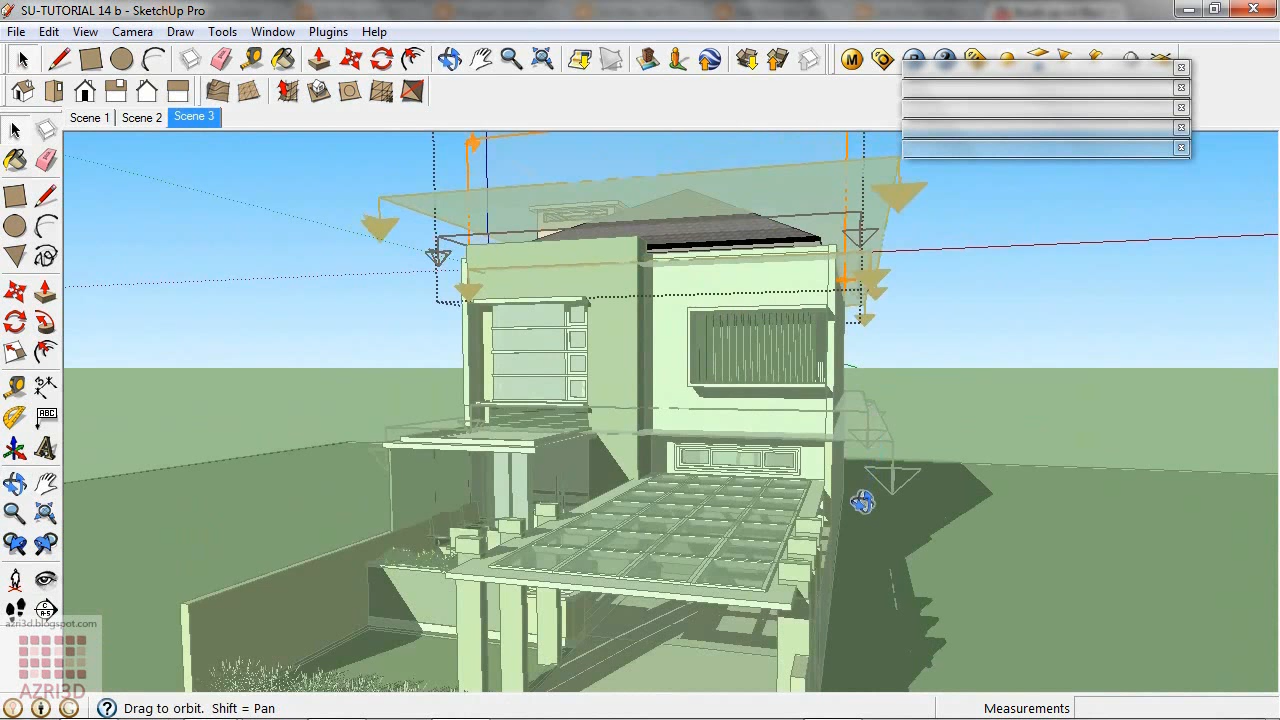 SU-TUTORIAL 14 b - SketchUp Pro
File Edit View Camera Draw Tools Window Plugins Help
Scene 1 Scene 2 Scene 3
ABC
azri3d.blogspot.com
AZRI3D
Drag to orbit. Shift = Pan
Measurements